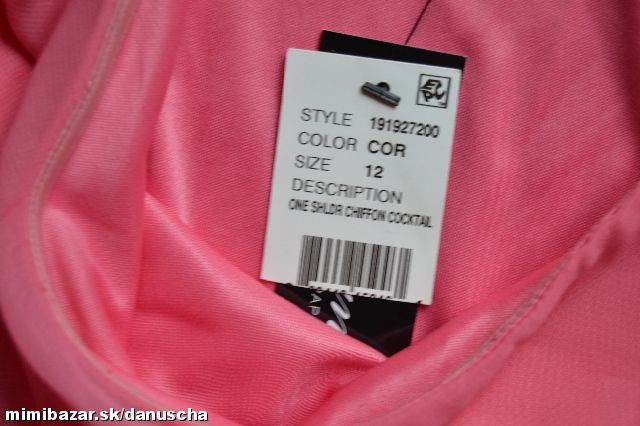 STYLE 191927200
COLOR COR
SIZE 12
DESCRIPTION
ONE SHLDR CHIFFON COCKTAIL
mimibazar.sk/danuscha